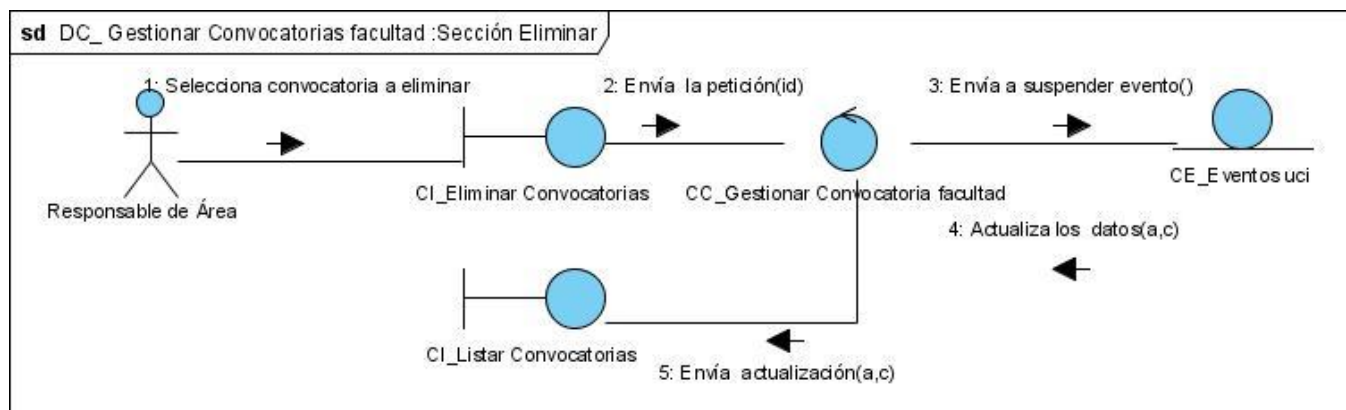 sd DC_ Gestionar Convocatorias facultad :Sección Eliminar
1: Selecciona convocatoria a eliminar
2: Envía la petición(id)
3: Envía a suspender evento()
Responsable de Área
CI_Eliminar Convocatorias
CC_Gestionar Convocatoria facultad
CE_Eventos uci
4: Actualiza los datos(a,c)
CI_Listar Convocatorias
5: Envía actualización(a,c)